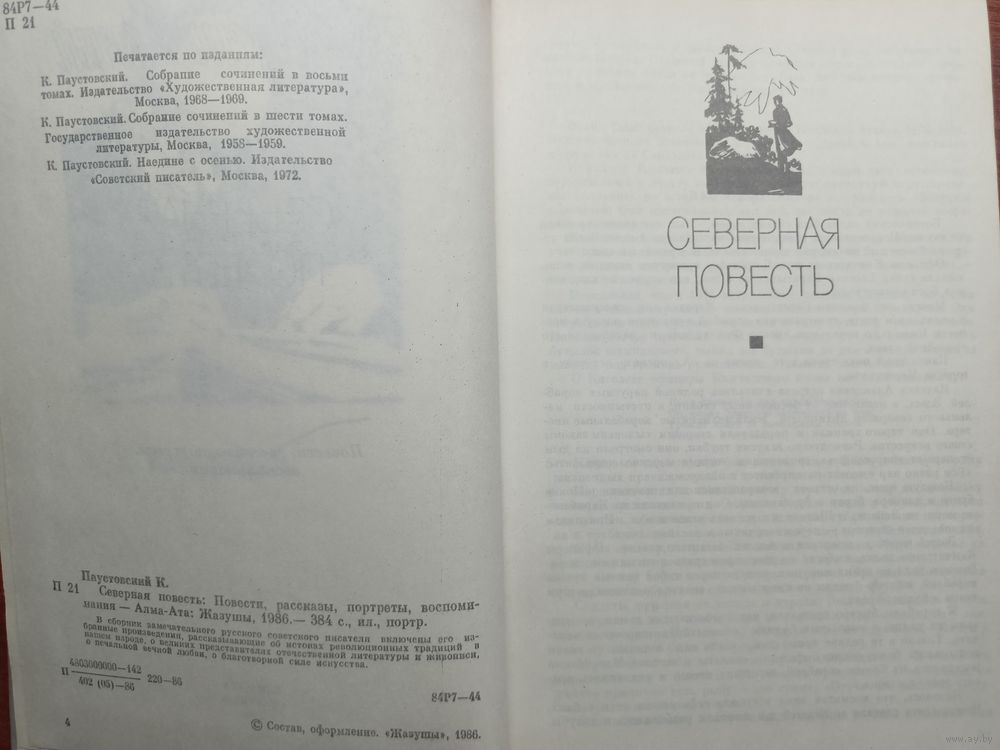 84Р7—44
П 21
Печатается по изданиям:
К. Паустовский. Собрание сочинений в восьми
томах. Издательство «Художественная литература»,
Москва, 1968—1969.
К. Паустовский. Собрание сочинений в шести томах.
Государственное издательство художественной
литературы, Москва, 1958—1959.
К. Паустовский. Наедине с осенью. Издательство
«Советский писатель», Москва, 1972.
Паустовский К.
П 21 Северная повесть: Повести, рассказы, портреты, воспоми-
нания — Алма-Ата: Жазушы, 1986.— 384 с., ил., портр.
В сборник замечательного русского советского писателя включены его из-
бранные произведения, рассказывающие об истоках революционных традиций в
нашем народе, о великих представителях отечественной литературы и живописи,
о печальной вечной любви, о благотворной силе искусства.
П 4803000000—142
402 (05)—86 220—86
84Р7—44
4
© Состав, оформление. «Жазушы», 1986.
СЕВЕРНАЯ
ПОВЕСТЬ
www.ay.by